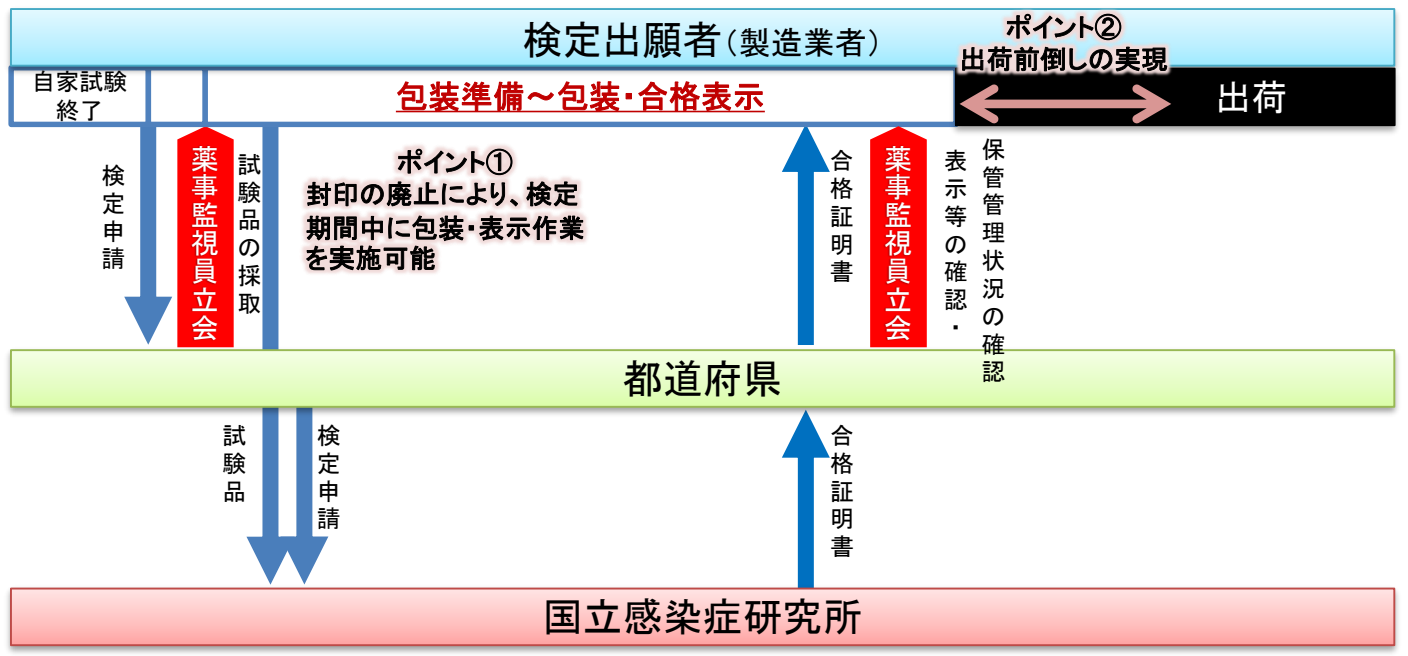 検定出願者(製造業者)
ポイント②
出荷前倒しの実現
自家試験
終了
包装準備~包装・合格表示
出荷
検定申請
薬事監視員立会
試験品の採取
ポイント①
封印の廃止により、検定
期間中に包装・表示作業
を実施可能
合格証明書
薬事監視員立会
表示等の確認・
保管管理状況の確認
都道府県
試験品
検定申請
合格証明書
国立感染症研究所